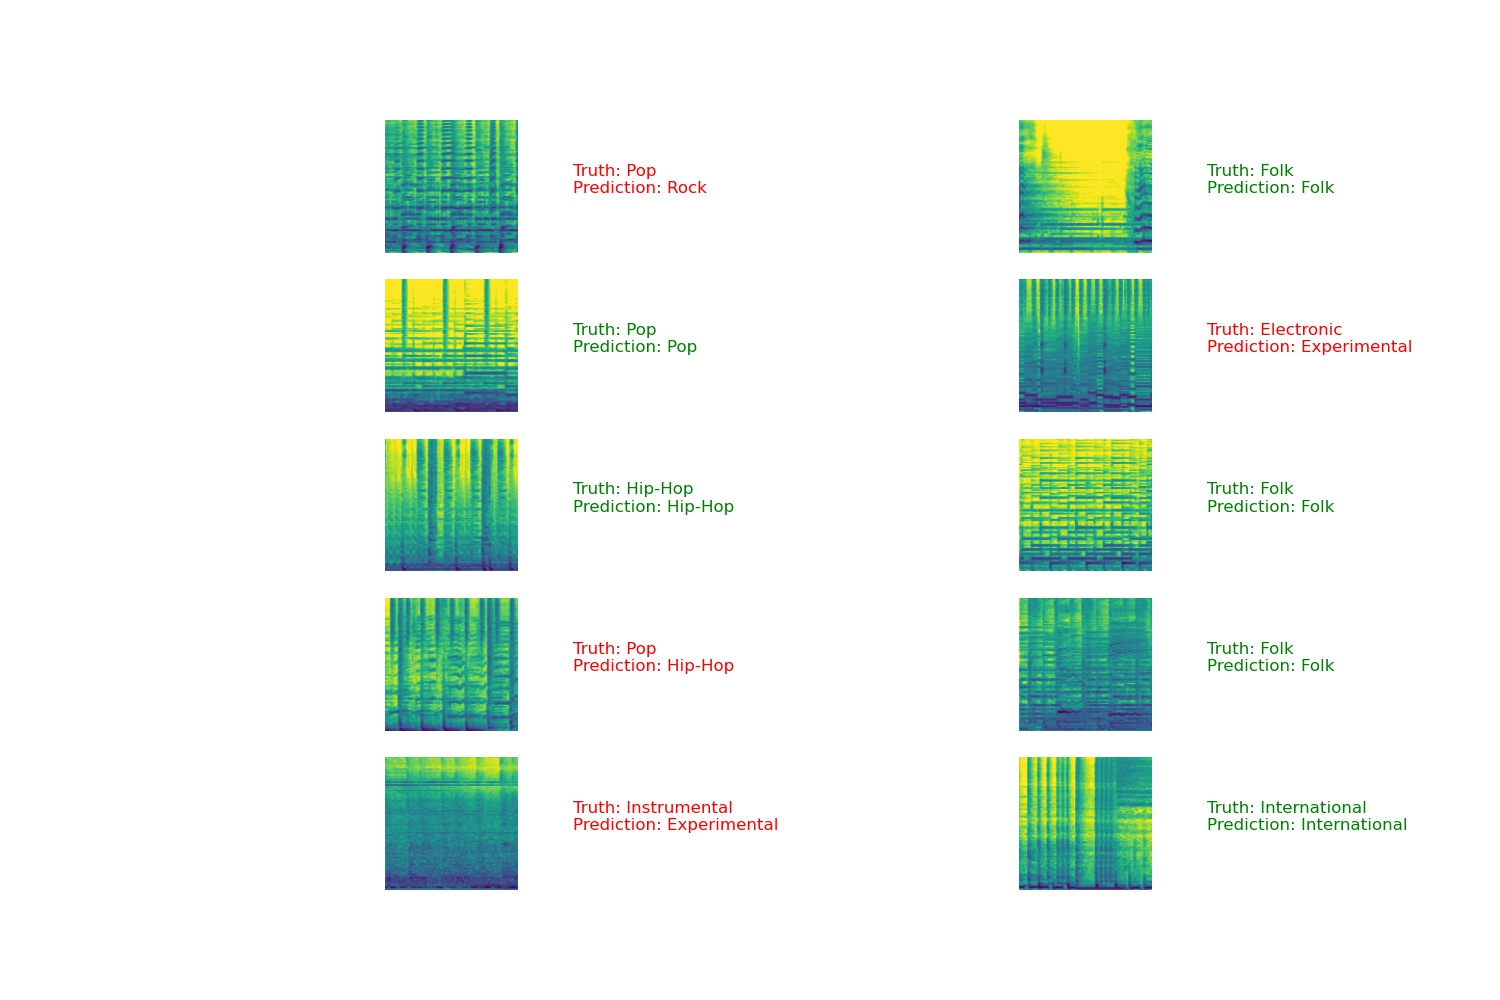 Truth: Pop
Prediction: Rock
Truth: Folk
Prediction: Folk
Truth: Pop
Prediction: Pop
Truth: Electronic
Prediction: Experimental
Truth: Hip-Hop
Prediction: Hip-Hop
Truth: Folk
Prediction: Folk
Truth: Pop
Prediction: Hip-Hop
Truth: Folk
Prediction: Folk
Truth: Instrumental
Prediction: Experimental
Truth: International
Prediction: International